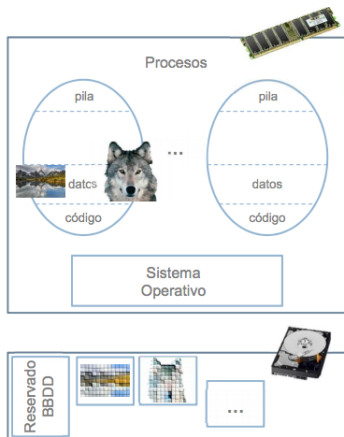 Procesos
pila
pila
...
datos
datos
código
código
Sistema
Operativo
Reservado
BBDD
...